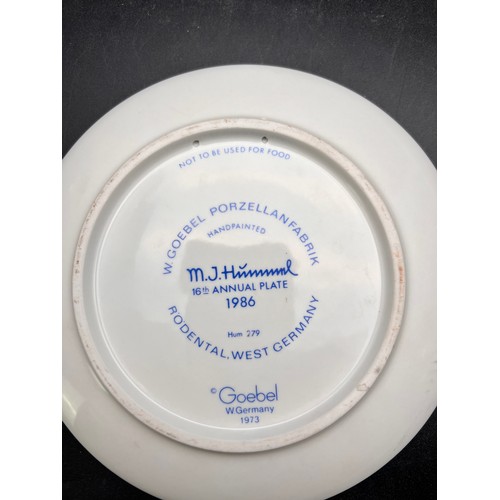 NOT TO BE USED FOR FOOD
W. GOEBEL PORZELLANFABRIK
HANDPAINTED
M.J.Hummel
16th ANNUAL PLATE
1986
Hum 279
RÖDENTAL, WEST GERMANY
© Goebel
W.Germany
1973